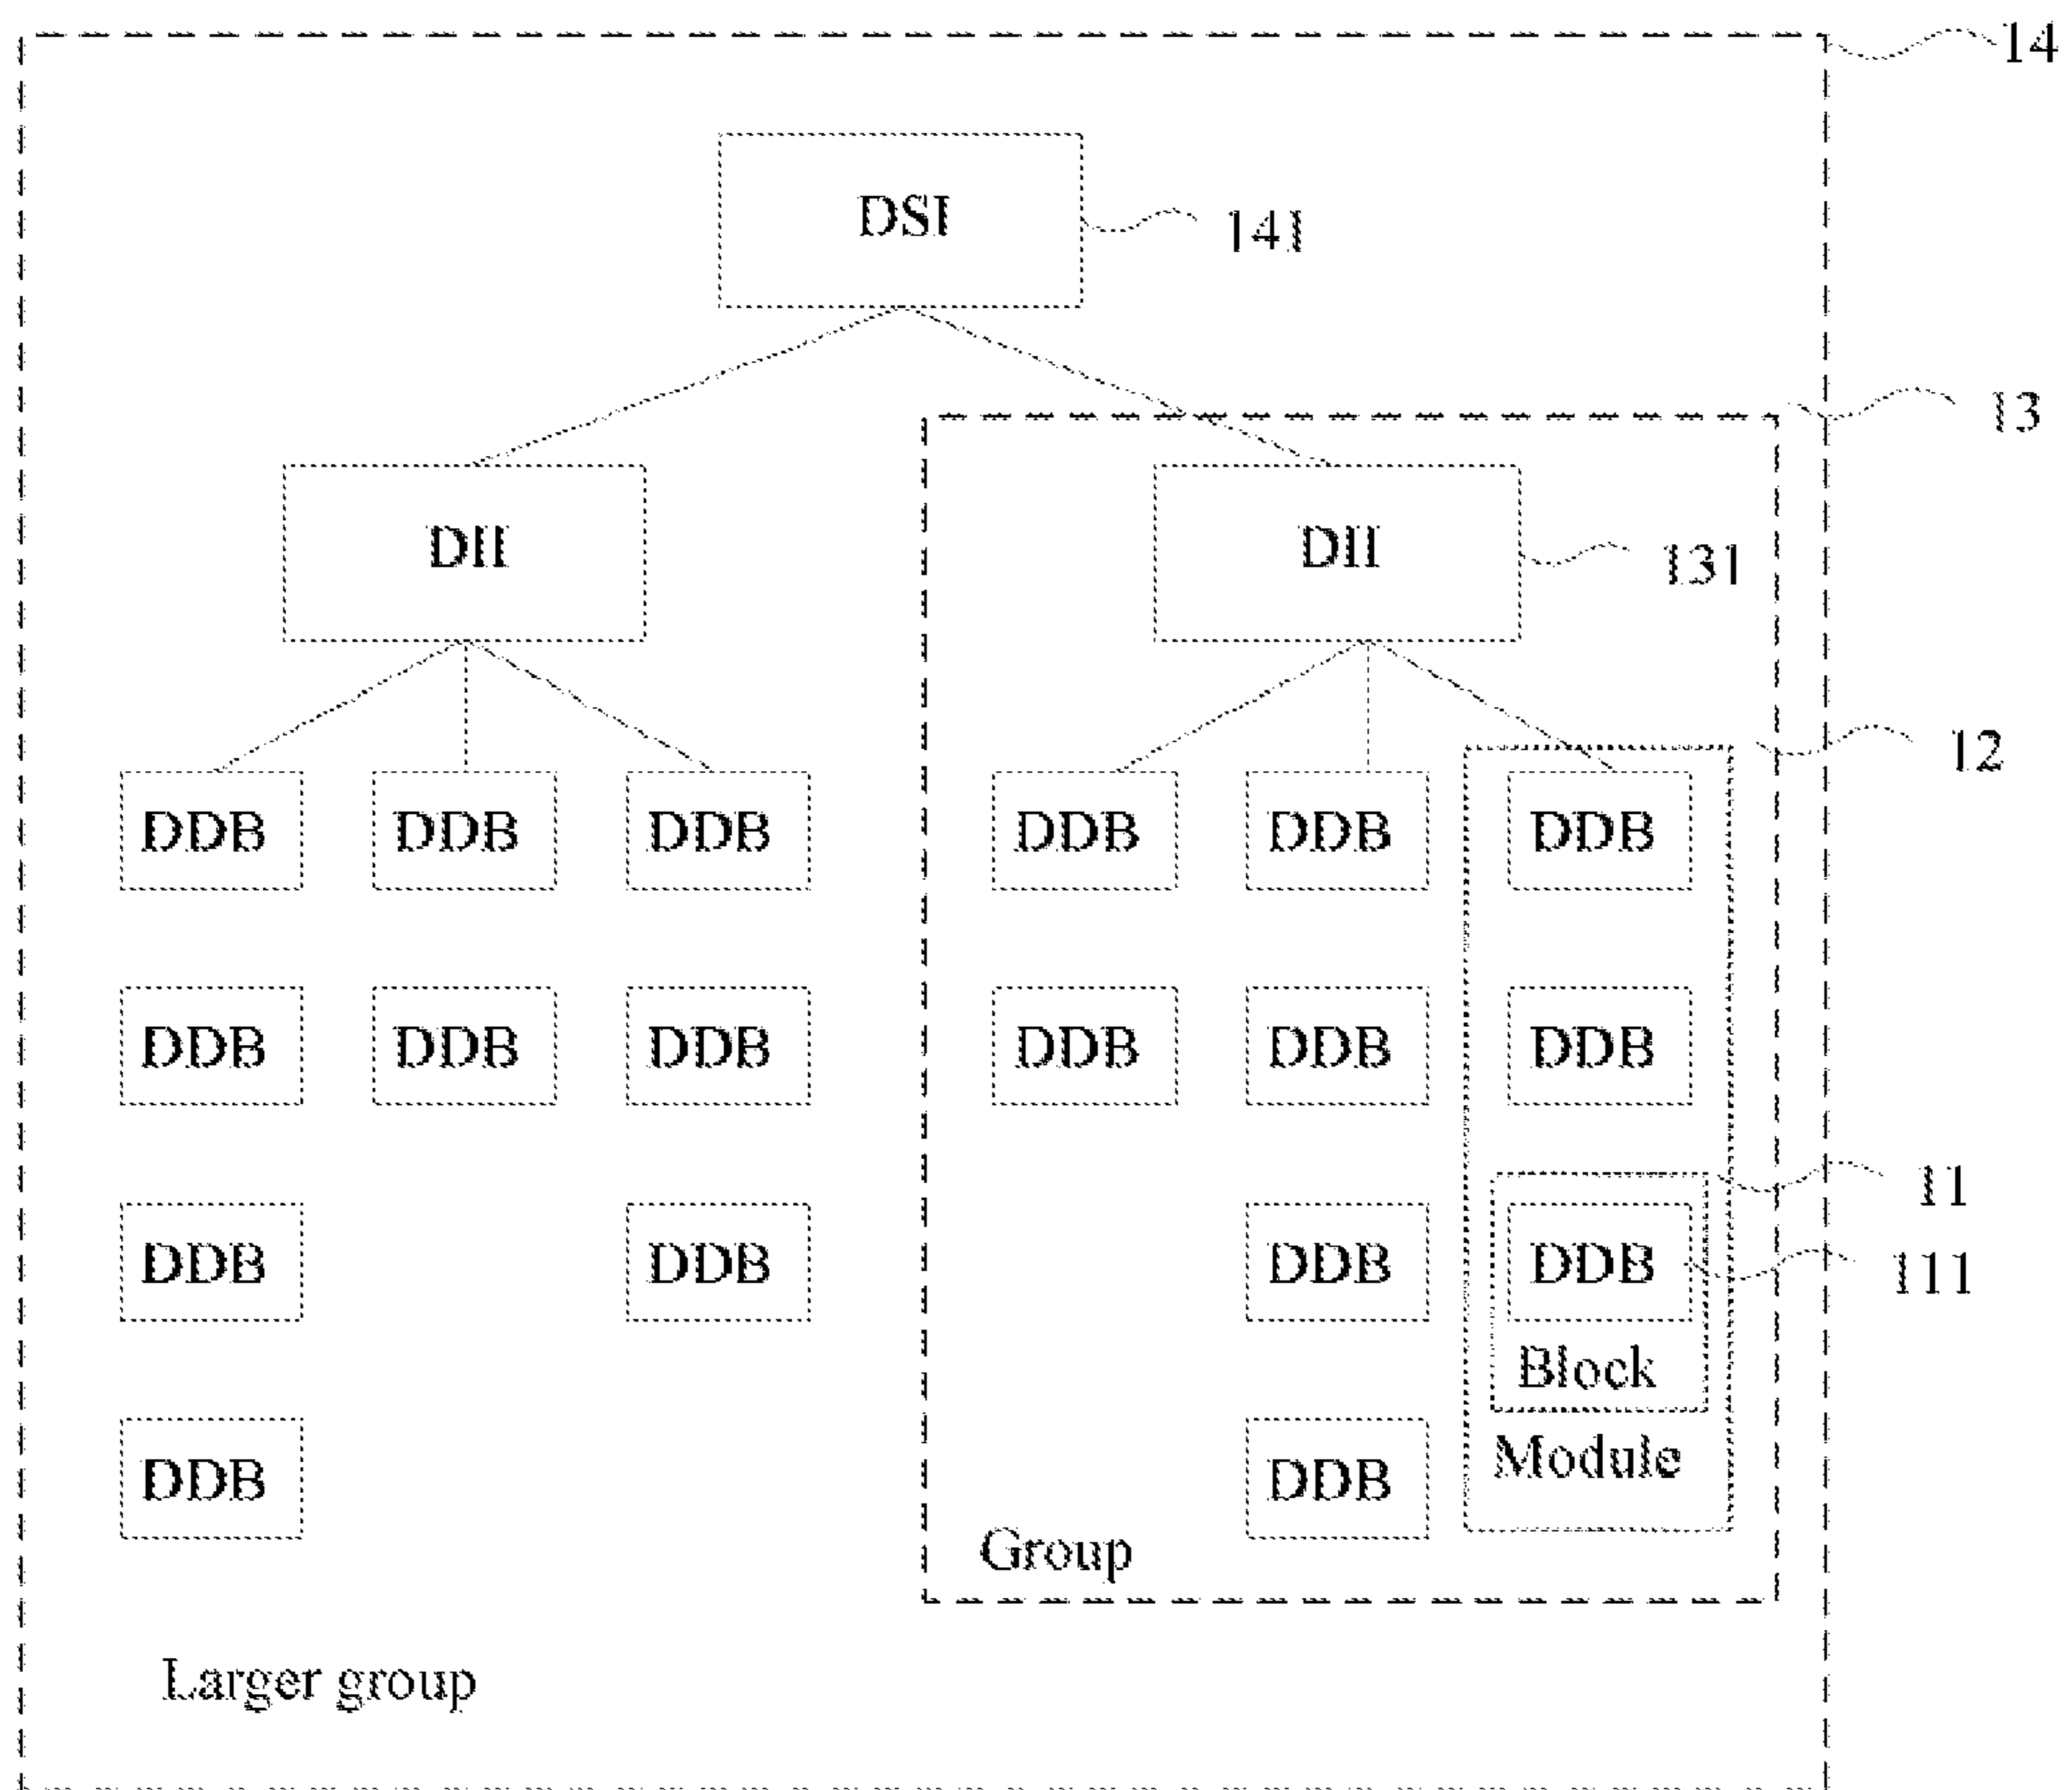 14
DSI
141
13
DII
DII
131
12
DDB DDB DDB DDB DDB DDB
DDB DDB DDB DDB DDB DDB
11
DDB DDB DDB DDB
111
Block
Module
DDB DDB
Group
Larger group